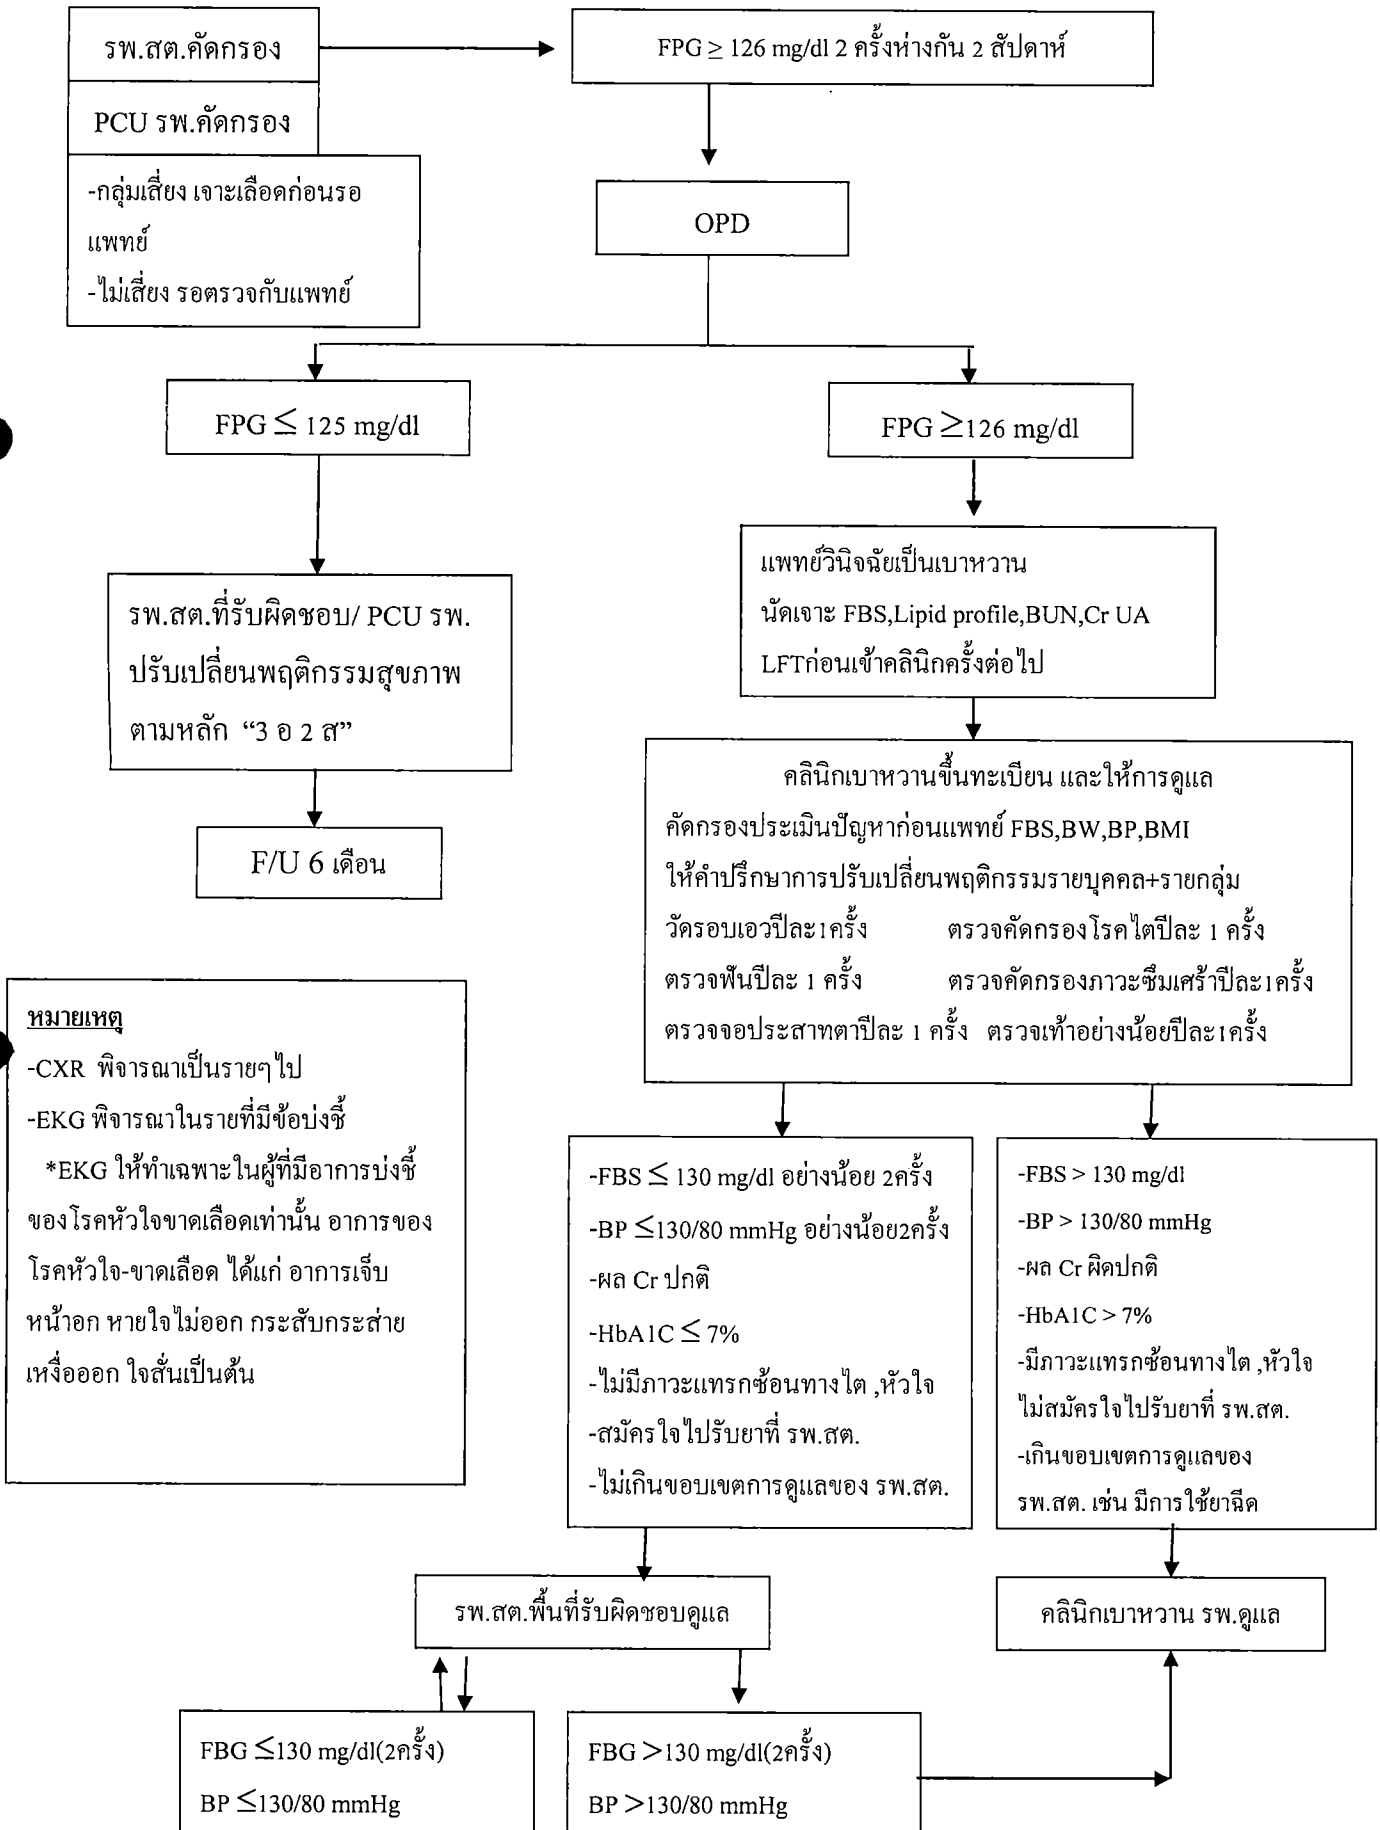 รพ.สต.คัดกรอง
FPG ≥ 126 mg/dl 2 ครั้งห่างกัน 2 สัปดาห์
PCU รพ.คัดกรอง
-กลุ่มเสี่ยง เจาะเลือดก่อนรอ
แพทย์
-ไม่เสี่ยง รอตรวจกับแพทย์
OPD
FPG ≤ 125 mg/dl
FPG ≥126 mg/dl
รพ.สต.ที่รับผิดชอบ/ PCU รพ.
ปรับเปลี่ยนพฤติกรรมสุขภาพ
ตามหลัก “3 อ 2 ส”
F/U 6 เดือน
แพทย์วินิจฉัยเป็นเบาหวาน
นัดเจาะ FBS,Lipid profile,BUN,Cr UA
LFTก่อนเข้าคลินิกครั้งต่อไป
คลินิกเบาหวานขึ้นทะเบียน และให้การดูแล
คัดกรองประเมินปัญหาก่อนแพทย์ FBS,BW,BP,BMI
ให้คำปรึกษาการปรับเปลี่ยนพฤติกรรมรายบุคคล+รายกลุ่ม
วัดรอบเอวปีละ1ครั้ง ตรวจคัดกรองโรคไตปีละ 1 ครั้ง
ตรวจฟันปีละ 1 ครั้ง ตรวจคัดกรองภาวะซึมเศร้าปีละ1ครั้ง
ตรวจจอประสาทตาปีละ 1 ครั้ง ตรวจเท้าอย่างน้อยปีละ1ครั้ง
หมายเหตุ
-CXR พิจารณาเป็นรายๆไป
-EKG พิจารณาในรายที่มีข้อบ่งชี้
*EKG ให้ทำเฉพาะในผู้ที่มีอาการบ่งชี้
ของโรคหัวใจขาดเลือดเท่านั้น อาการของ
โรคหัวใจ-ขาดเลือด ได้แก่ อาการเจ็บ
หน้าอก หายใจไม่ออก กระสับกระส่าย
เหงื่อออก ใจสั่นเป็นต้น
-FBS ≤ 130 mg/dl อย่างน้อย 2ครั้ง
-BP ≤130/80 mmHg อย่างน้อย2ครั้ง
-ผล Cr ปกติ
-HbA1C ≤ 7%
-ไม่มีภาวะแทรกซ้อนทางไต ,หัวใจ
-สมัครใจไปรับยาที่ รพ.สต.
-ไม่เกินขอบเขตการดูแลของ รพ.สต.
-FBS > 130 mg/dl
-BP > 130/80 mmHg
-ผล Cr ผิดปกติ
-HbA1C > 7%
-มีภาวะแทรกซ้อนทางไต ,หัวใจ
ไม่สมัครใจไปรับยาที่ รพ.สต.
-เกินขอบเขตการดูแลของ
รพ.สต. เช่น มีการใช้ยาฉีด
รพ.สต.พื้นที่รับผิดชอบดูแล
คลินิกเบาหวาน รพ.ดูแล
FBG ≤130 mg/dl(2ครั้ง)
BP ≤130/80 mmHg
FBG >130 mg/dl(2ครั้ง)
BP >130/80 mmHg